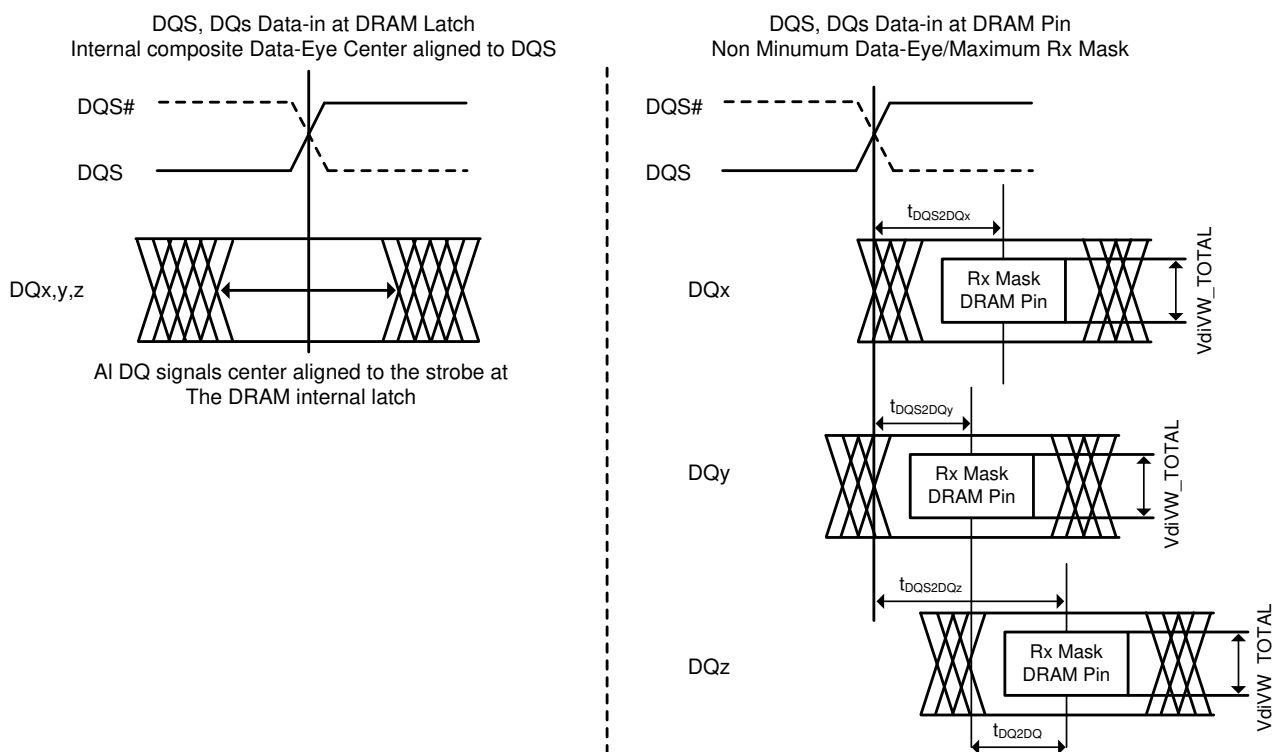 DQS, DQs Data-in at DRAM Latch
Internal composite Data-Eye Center aligned to DQS
DQS#
DQS
DQx,y,z
Al DQ signals center aligned to the strobe at
The DRAM internal latch
DQS, DQs Data-in at DRAM Pin
Non Minumum Data-Eye/Maximum Rx Mask
DQS#
DQS
tDQS2DQx
DQx
Rx Mask
DRAM Pin
VdiVW_TOTAL
tDQS2DQy
DQy
Rx Mask
DRAM Pin
VdiVW_TOTAL
tDQS2DQz
DQz
Rx Mask
DRAM Pin
VdiVW_TOTAL
tDQ2DQ